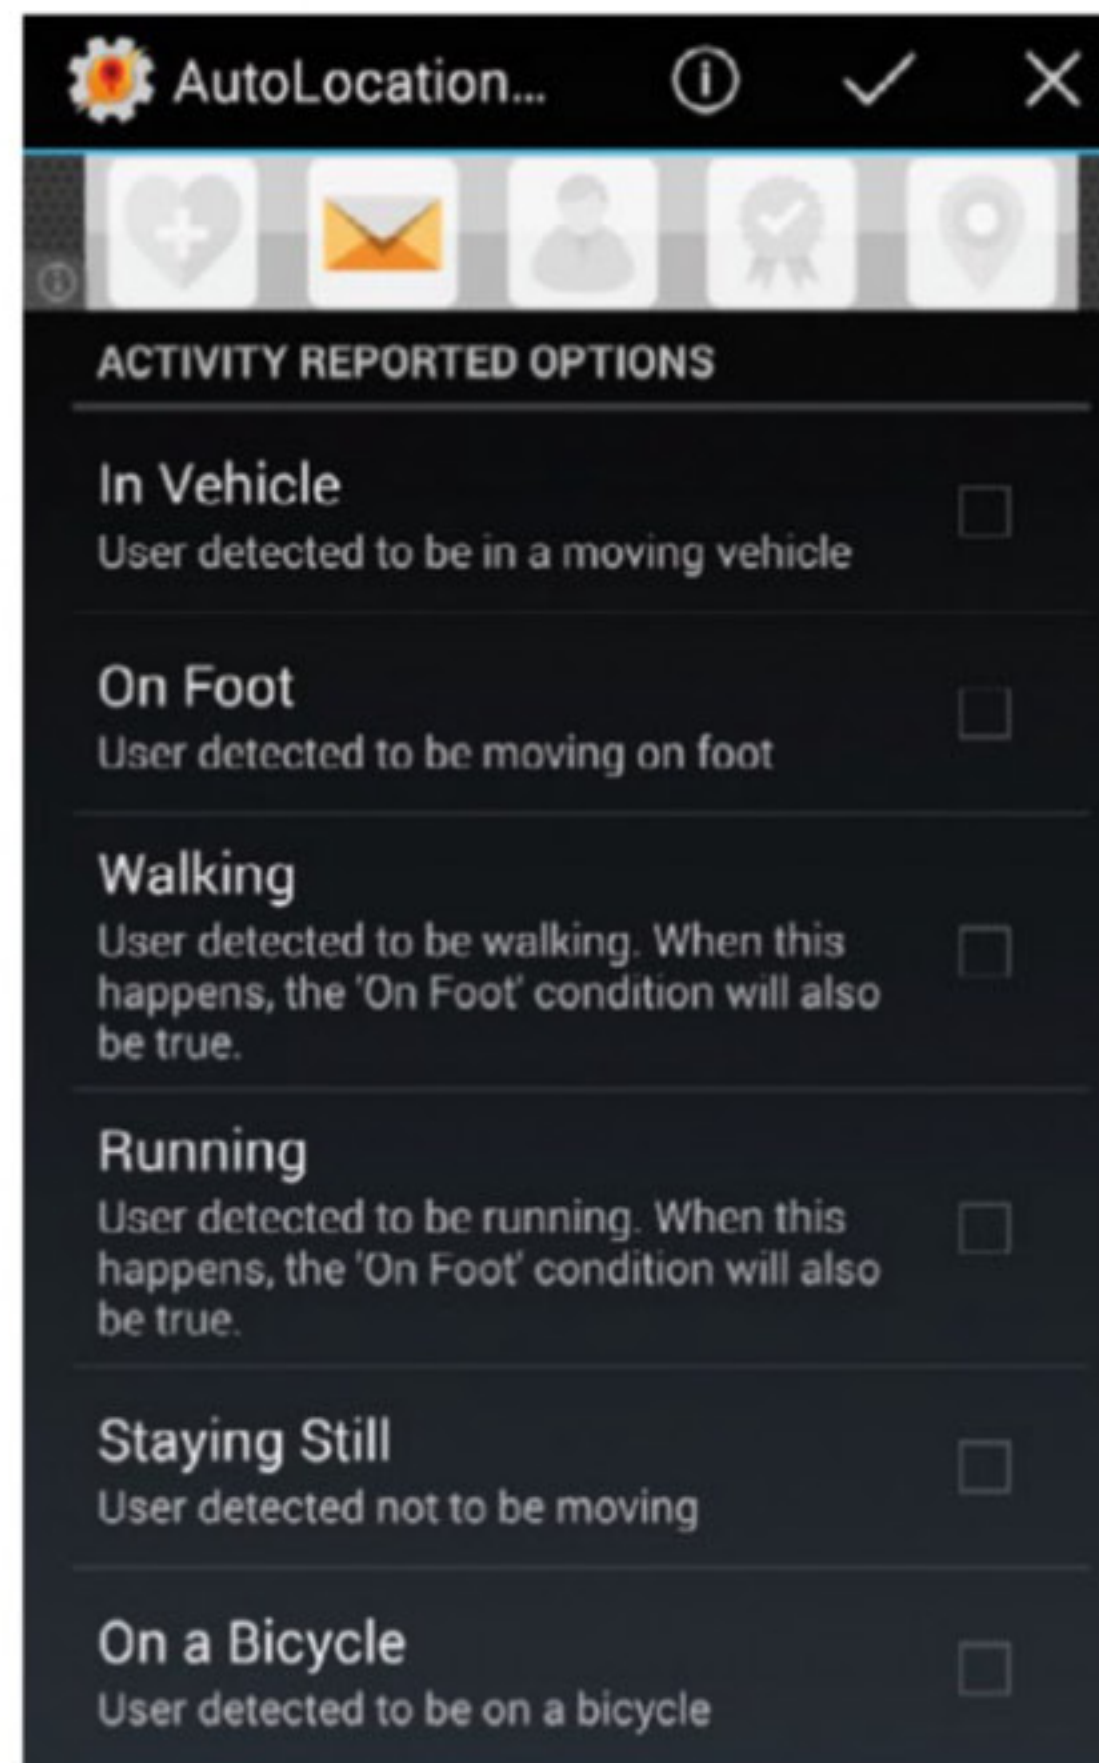 AutoLocation...
ACTIVITY REPORTED OPTIONS
In Vehicle
User detected to be in a moving vehicle
On Foot
User detected to be moving on foot
Walking
User detected to be walking. When this
happens, the 'On Foot' condition will also
be true.
Running
User detected to be running. When this
happens, the 'On Foot' condition will also
be true.
Staying Still
User detected not to be moving
On a Bicycle
User detected to be on a bicycle